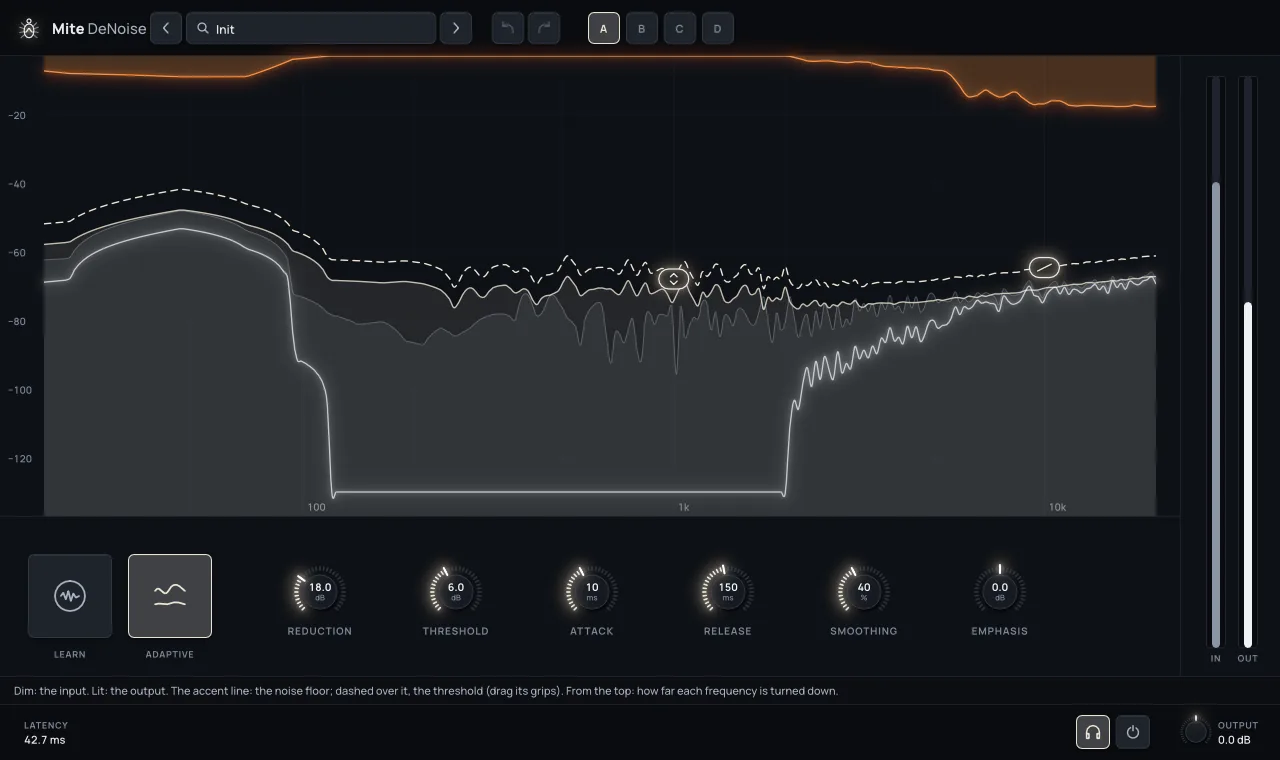 Mite DeNoise
Init
A B C D
-20
-40
-60
-80
-100
-120
100 1k 10k
18.0 dB
6.0 dB
10 ms
150 ms
40 %
0.0 dB
REDUCTION THRESHOLD ATTACK RELEASE SMOOTHING EMPHASIS
LEARN ADAPTIVE
IN OUT
Dim: the input. Lit: the output. The accent line: the noise floor; dashed over it, the threshold (drag its grips). From the top: how far each frequency is turned down.
LATENCY
42.7 ms
OUTPUT
0.0 dB